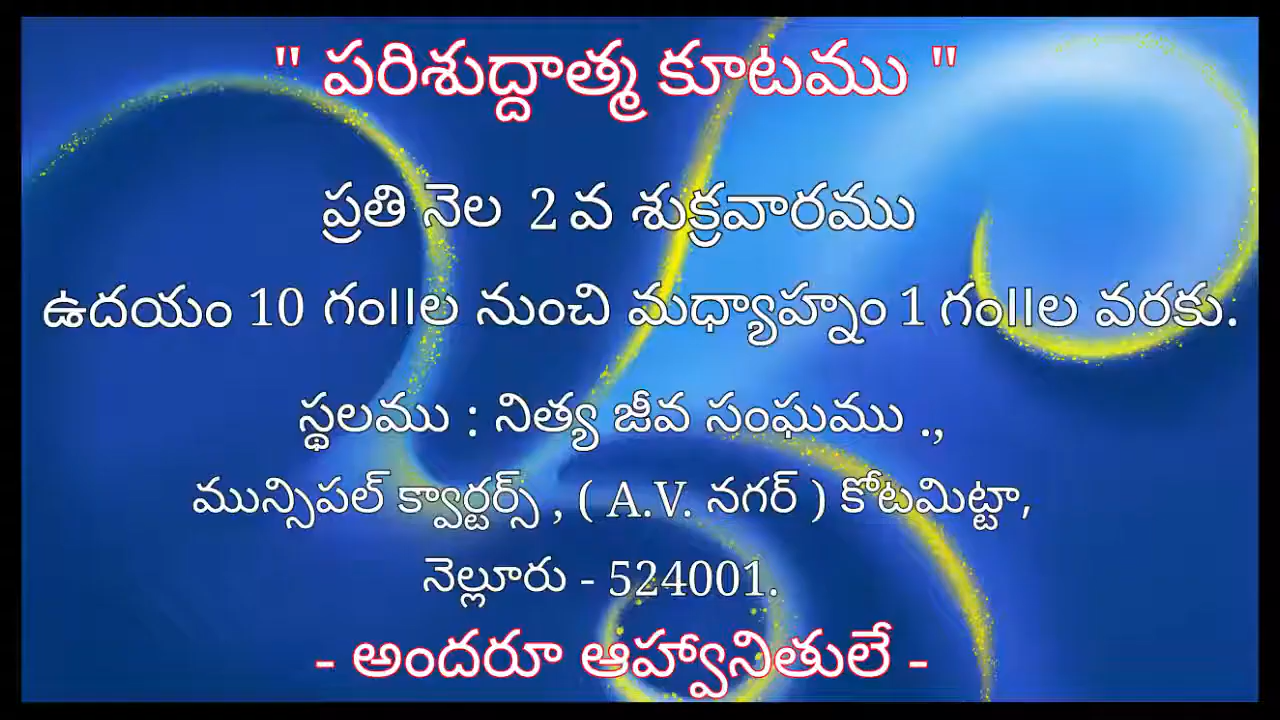 " పరిశుద్దాత్మ కూటము "
ప్రతి నెల 2 వ శుక్రవారము
ఉదయం 10 గం||ల నుంచి మధ్యాహ్నం 1 గం||ల వరకు.
స్థలము : నిత్య జీవ సంఘము .,
మున్సిపల్ క్వార్టర్స్ , ( A.V. నగర్ ) కోటమిట్టా,
నెల్లూరు - 524001.
- అందరూ ఆహ్వానితులే -